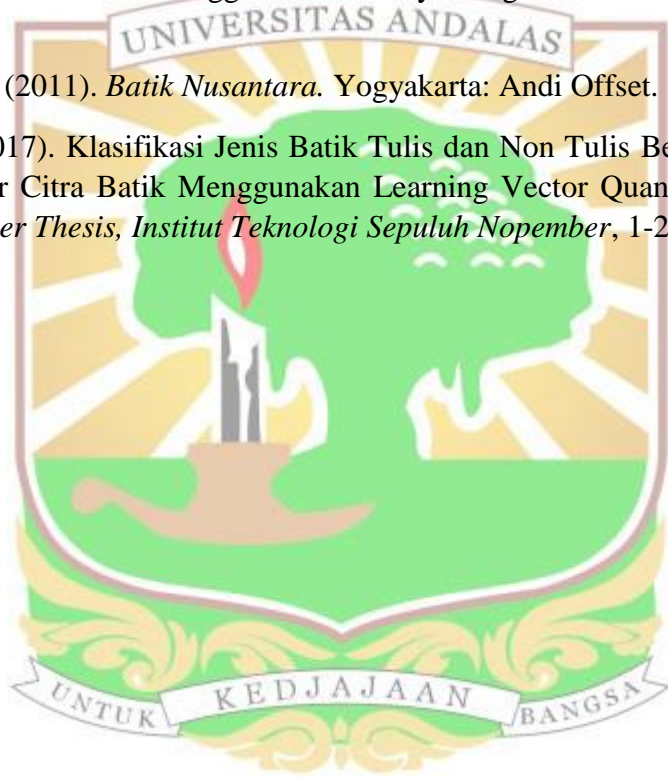 UNIVERSITAS ANDALAS
(2011). Batik Nusantara. Yogyakarta: Andi Offset.
017). Klasifikasi Jenis Batik Tulis dan Non Tulis Be
r Citra Batik Menggunakan Learning Vector Quan
er Thesis, Institut Teknologi Sepuluh Nopember, 1-2
UNTUK KEDJAJAAN BANGSA